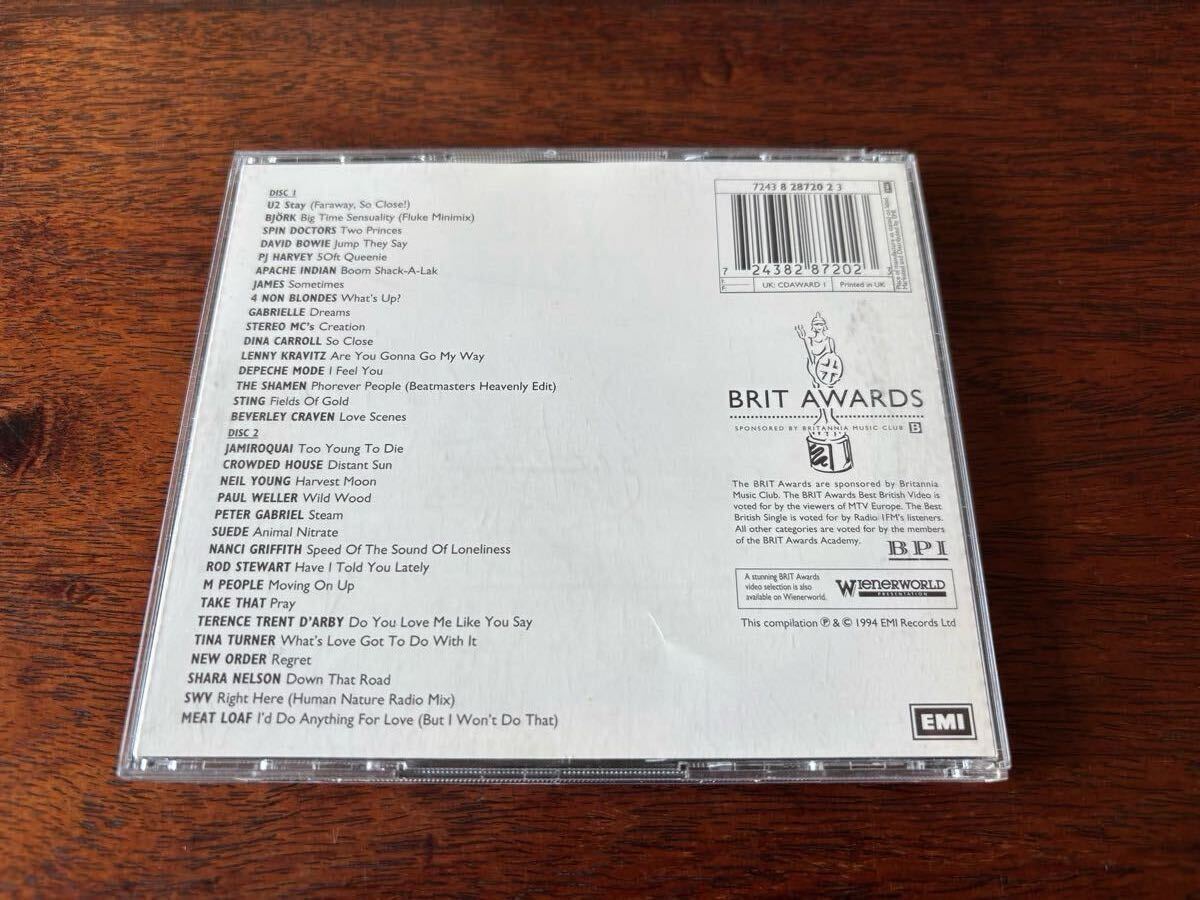 DISC 1
U2 Stay (Faraway, So Close!)
BJÖRK Big Time Sensuality (Fluke Minimix)
SPIN DOCTORS Two Princes
DAVID BOWIE Jump They Say
PJ HARVEY 50ft Queenie
APACHE INDIAN Boom Shack-A-Lak
JAMES Sometimes
4 NON BLONDES What's Up?
GABRIELLE Dreams
STEREO MC's Creation
DINA CARROLL So Close
LENNY KRAVITZ Are You Gonna Go My Way
DEPECHE MODE I Feel You
THE SHAMEN Phorever People (Beatmasters Heavenly Edit)
STING Fields Of Gold
BEVERLEY CRAVEN Love Scenes
DISC 2
JAMIROQUAI Too Young To Die
CROWDED HOUSE Distant Sun
NEIL YOUNG Harvest Moon
PAUL WELLER Wild Wood
PETER GABRIEL Steam
SUEDE Animal Nitrate
NANCI GRIFFITH Speed Of The Sound Of Loneliness
ROD STEWART Have I Told You Lately
M PEOPLE Moving On Up
TAKE THAT Pray
TERENCE TRENT D'ARBY Do You Love Me Like You Say
TINA TURNER What's Love Got To Do With It
NEW ORDER Regret
SHARA NELSON Down That Road
SWV Right Here (Human Nature Radio Mix)
MEAT LOAF I'd Do Anything For Love (But I Won't Do That)
7243 8 28720 2 3
7 24382 87202
UK: CDAWARD 1
Printed in UK
Marketed and Distributed by EMI
BRIT AWARDS
SPONSORED BY BRITANNIA MUSIC CLUB B
The BRIT Awards are sponsored by Britannia
Music Club. The BRIT Awards Best British Video is
voted for by the viewers of MTV Europe. The Best
British Single is voted for by Radio 1FM's listeners.
All other categories are voted for by the members
of the BRIT Awards Academy.
BPI
A stunning BRIT Awards
video selection is also
available on Wienerworld.
WIENERWORLD
PRESENTATION
This compilation ℗ & © 1994 EMI Records Ltd
EMI